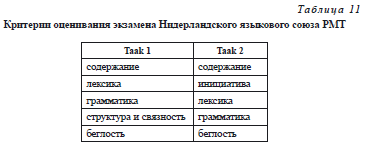 Таблица 11
Критерии оценивания экзамена Нидерландского языкового союза РМТ
Taak 1 Taak 2
содержание содержание
лексика инициатива
грамматика лексика
структура и связность грамматика
беглость беглость